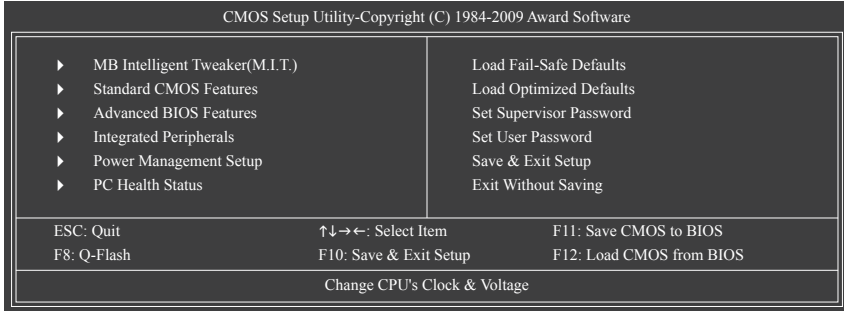 CMOS Setup Utility-Copyright (C) 1984-2009 Award Software
MB Intelligent Tweaker(M.I.T.)
Standard CMOS Features
Advanced BIOS Features
Integrated Peripherals
Power Management Setup
PC Health Status
Load Fail-Safe Defaults
Load Optimized Defaults
Set Supervisor Password
Set User Password
Save & Exit Setup
Exit Without Saving
ESC: Quit
↑↓→←: Select Item
F11: Save CMOS to BIOS
F8: Q-Flash
F10: Save & Exit Setup
F12: Load CMOS from BIOS
Change CPU's Clock & Voltage